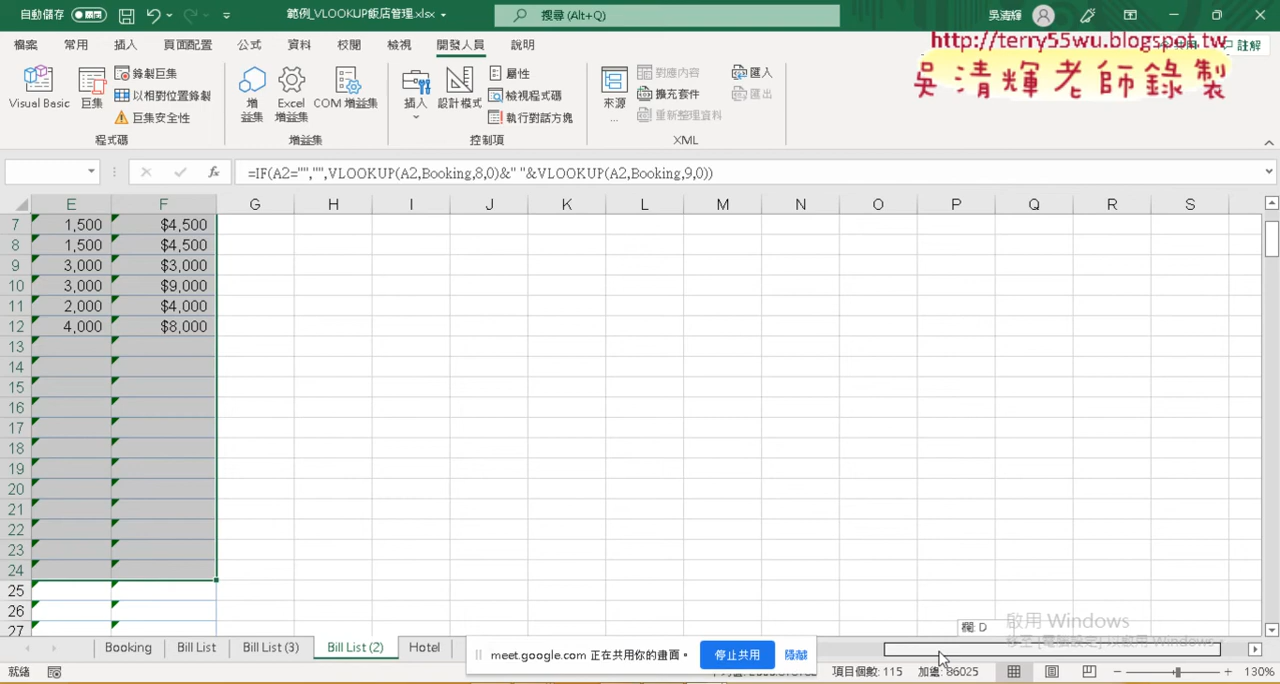 自動儲存
範例_VLOOKUP飯店管理.xlsx
搜尋 (Alt+Q)
吳清輝
檔案 常用 插入 頁面配置 公式 資料 校閱 檢視 開發人員 說明
註解
http://terry55wu.blogspot.tw
吳清輝老師錄製
Visual Basic 巨集 錄製巨集 以相對位置錄製 巨集安全性
增益集 Excel 增益集 COM 增益集
插入 設計模式 屬性 檢視程式碼 執行對話方塊
來源... 對應內容 擴充套件 重新整理資料 匯入 匯出
程式碼 增益集 控制項 XML
fx =IF(A2="","",VLOOKUP(A2,Booking,8,0)&" "&VLOOKUP(A2,Booking,9,0))
E F G H I J K L M N O P Q R S
7 1,500 $4,500
8 1,500 $4,500
9 3,000 $3,000
10 3,000 $9,000
11 2,000 $4,000
12 4,000 $8,000
13
14
15
16
17
18
19
20
21
22
23
24
25
26
27
啟用 Windows
欄: D
Booking Bill List Bill List (3) Bill List (2) Hotel
meet.google.com 正在共用你的畫面。 停止共用 隱藏
就緒 項目個數: 115 加總: 86025 130%